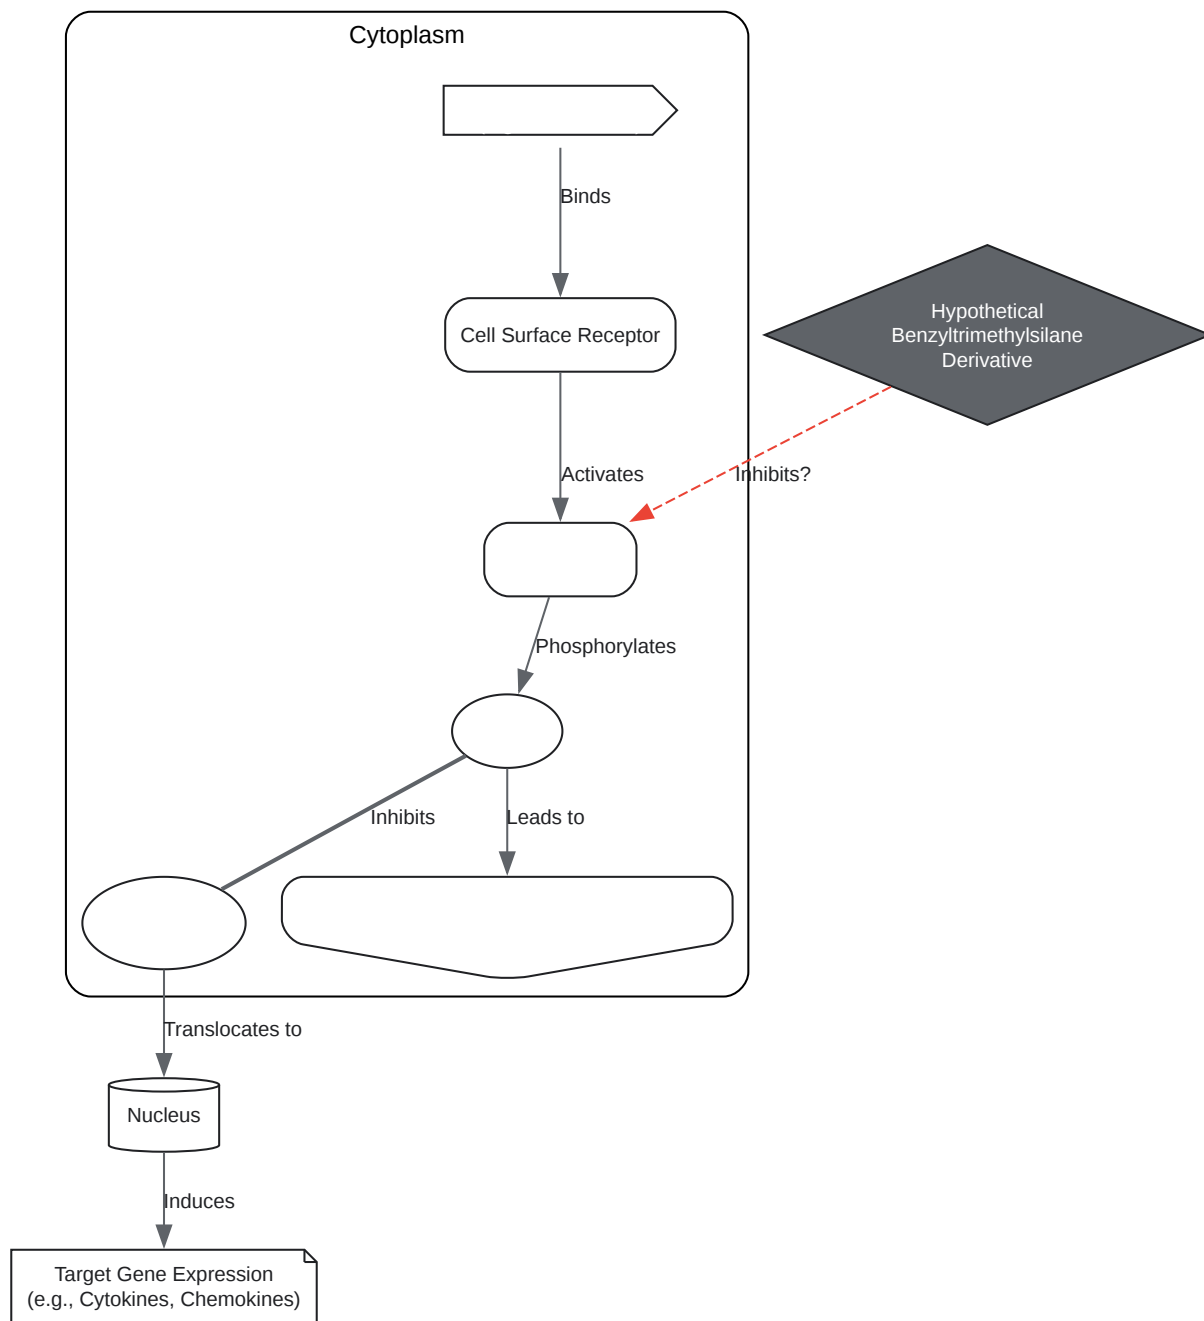 Cytoplasm
Binds
Cell Surface Receptor
Hypothetical
Benzyltrimethylsilane
Derivative
Activates
Inhibits?
Phosphorylates
Inhibits
Leads to
Translocates to
Nucleus
Induces
Target Gene Expression
(e.g., Cytokines, Chemokines)